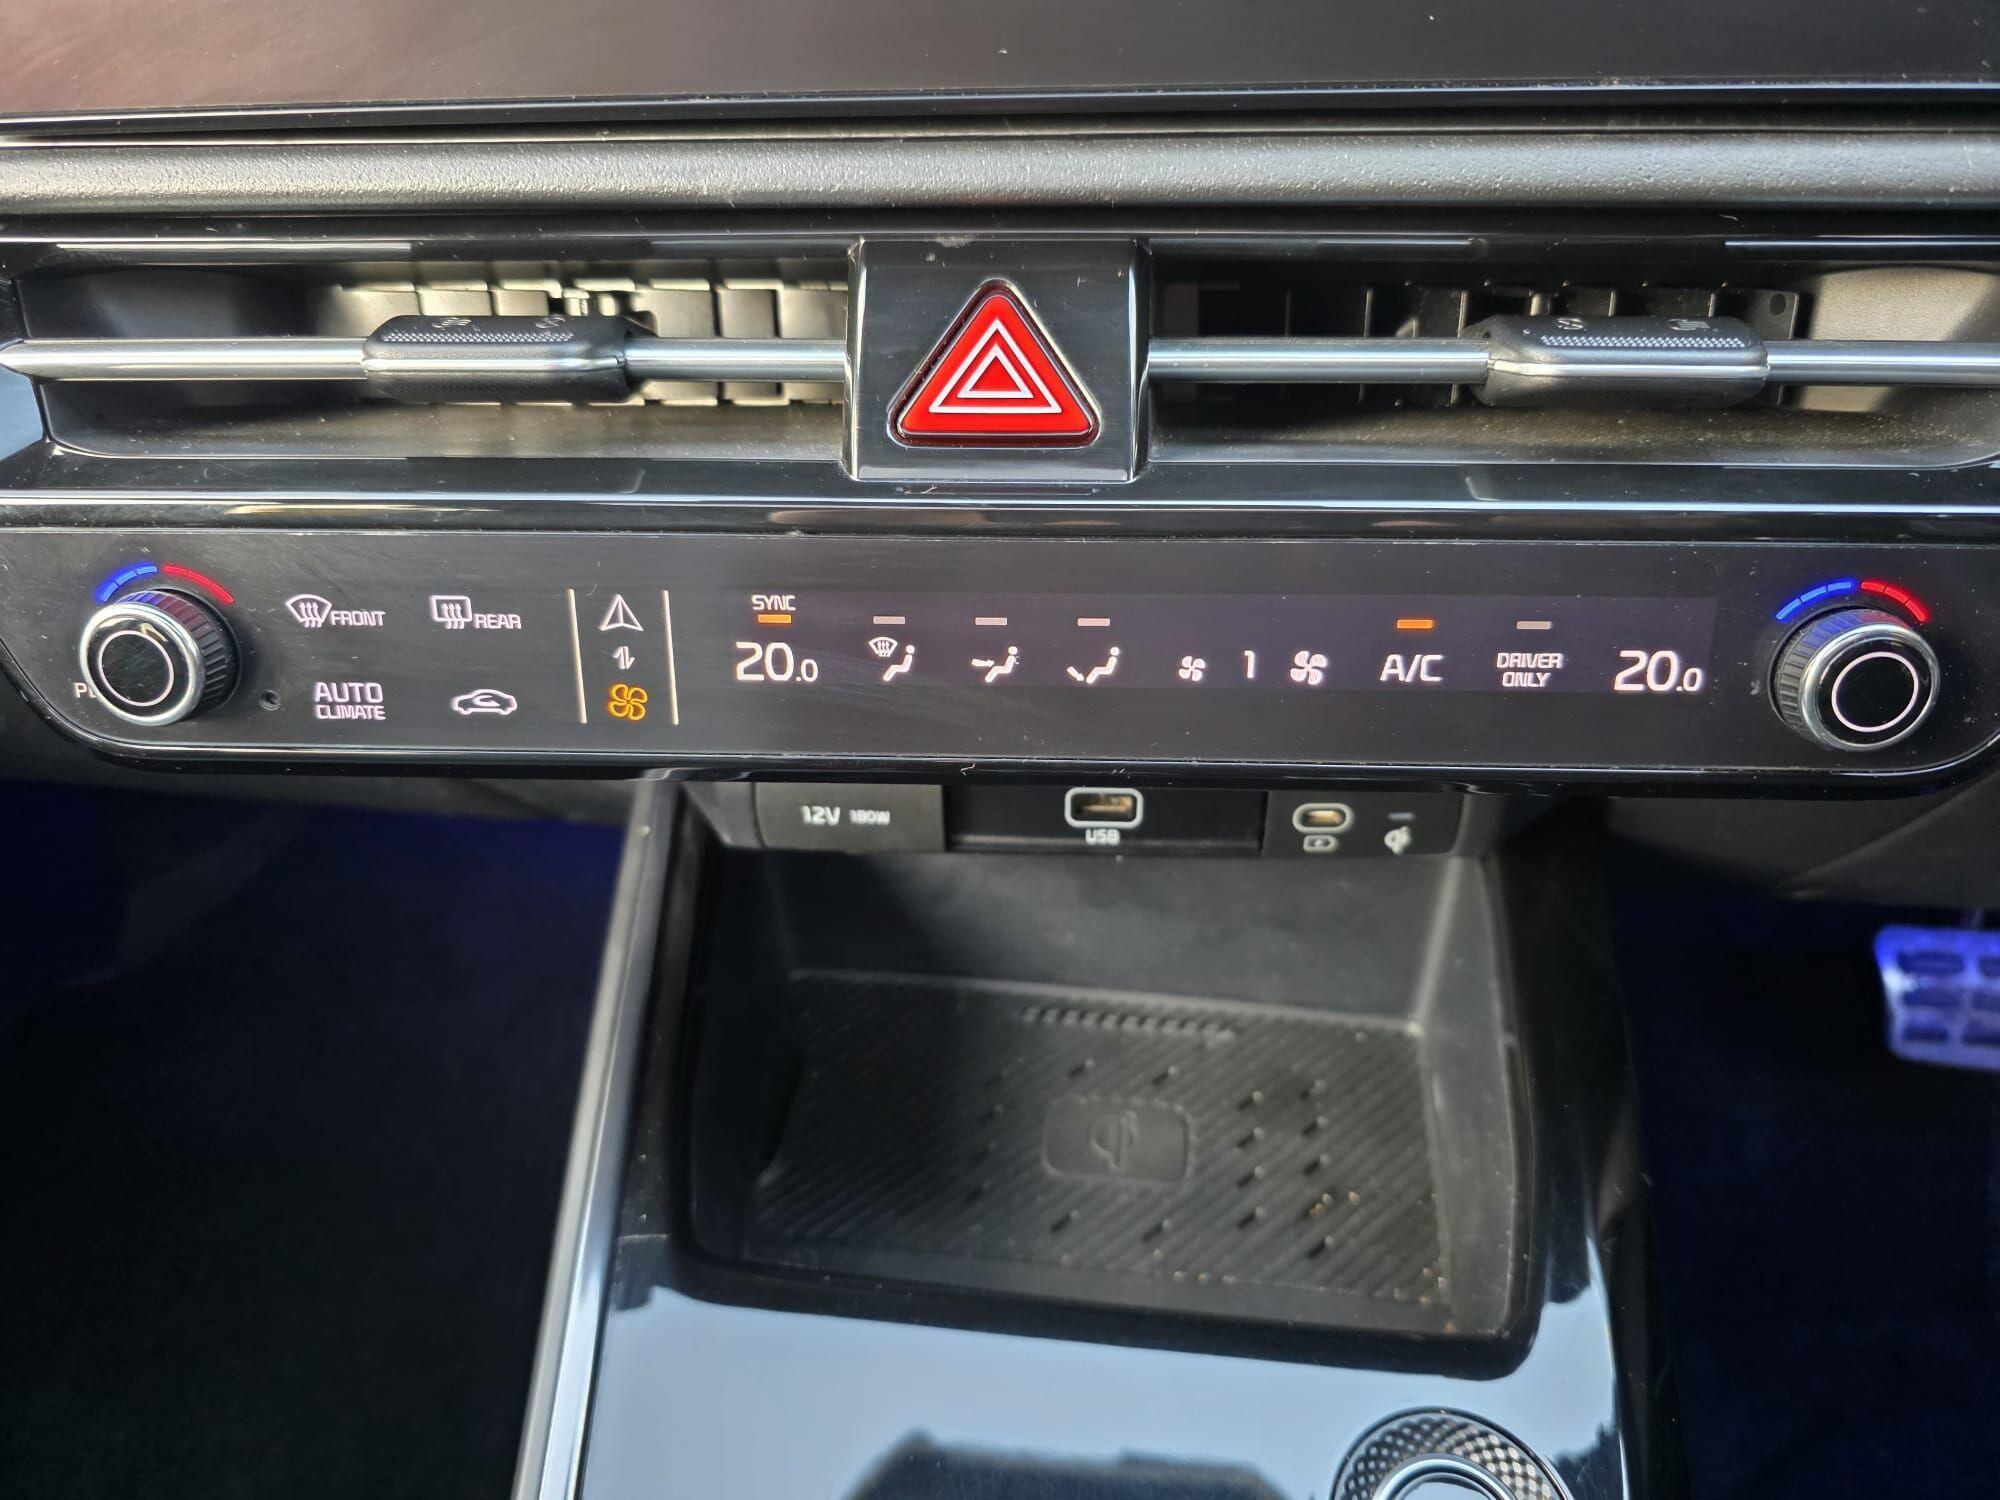 FRONT
REAR
AUTO
CLIMATE
SYNC
20.0
1
A/C
DRIVER
ONLY
20.0
12V 180W
USB